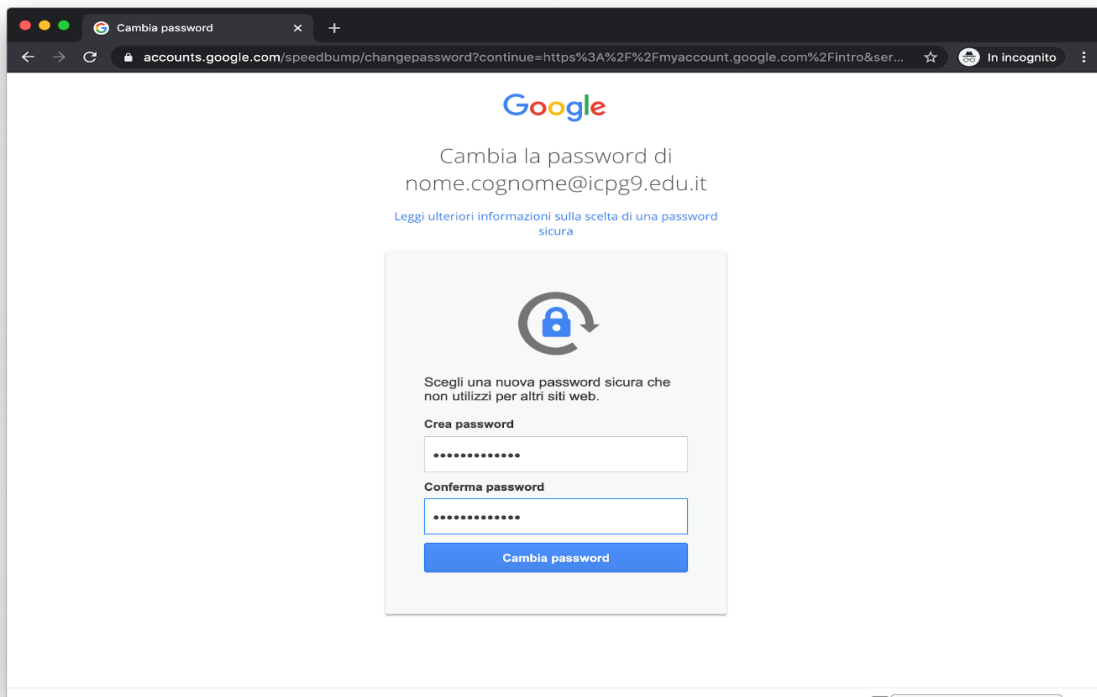 Cambia password
accounts.google.com/speedbump/changepassword?continue=https%3A%2F%2Fmyaccount.google.com%2Fintro&ser...
In incognito
Google
Cambia la password di
nome.cognome@icpg9.edu.it
Leggi ulteriori informazioni sulla scelta di una password
sicura
Scegli una nuova password sicura che
non utilizzi per altri siti web.
Crea password
•••••••••••••
Conferma password
•••••••••••••
Cambia password